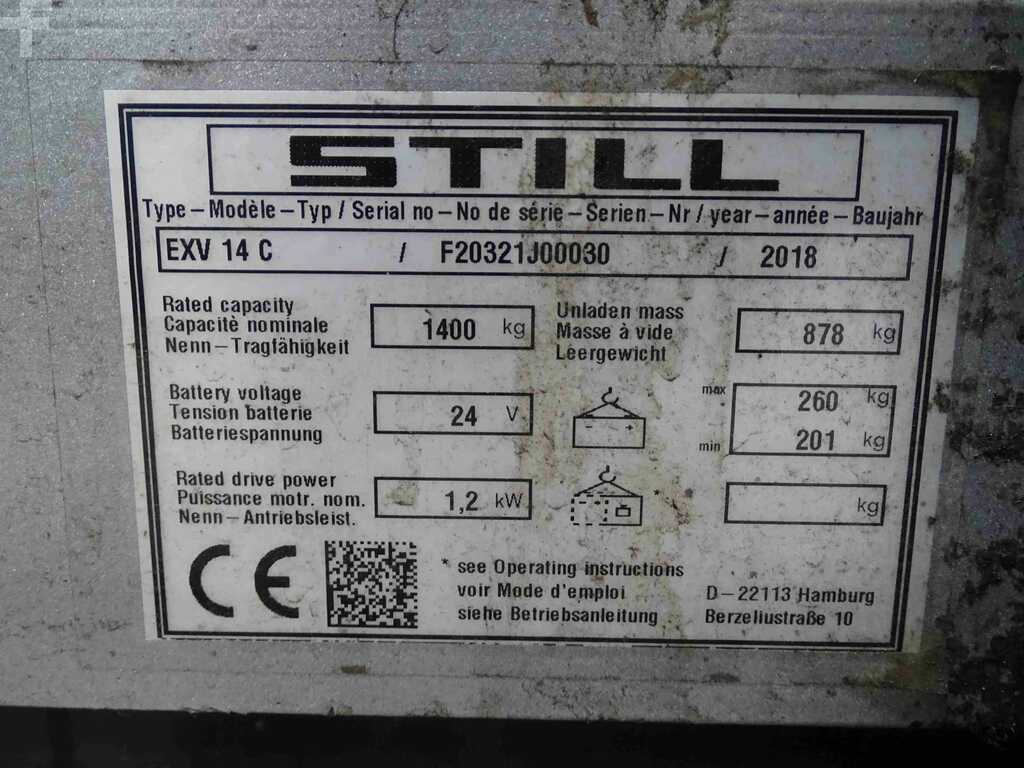 STILL
Type – Modèle – Typ / Serial no – No de série – Serien – Nr / year – année – Baujahr
EXV 14 C / F20321J00030 / 2018
Rated capacity
Capacitè nominale
Nenn – Tragfähigkeit
1400 kg
Unladen mass
Masse à vide
Leergewicht
878 kg
Battery voltage
Tension batterie
Batteriespannung
24 V
max 260 kg
min 201 kg
Rated drive power
Puissance motr. nom.
Nenn – Antriebsleist.
1,2 kW
* kg
CE
* see Operating instructions
voir Mode d'emploi
siehe Betriebsanleitung
D – 22113 Hamburg
Berzeliustraße 10